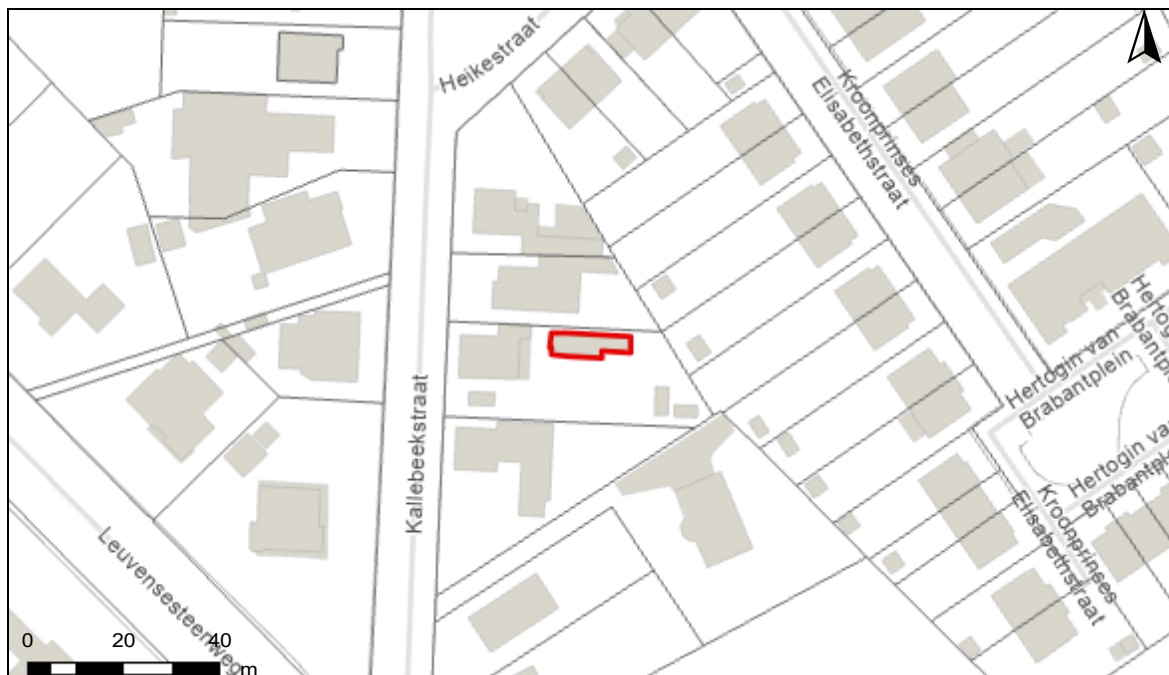 Heikestraat
Kroonprinses
Elisabethstraat
Hertogin van
Brabantplein
Hertogin van
Brabantplein
Kroonprinses
Elisabethstraat
Kallebeekstraat
Leuvensesteenweg
0 20 40
m